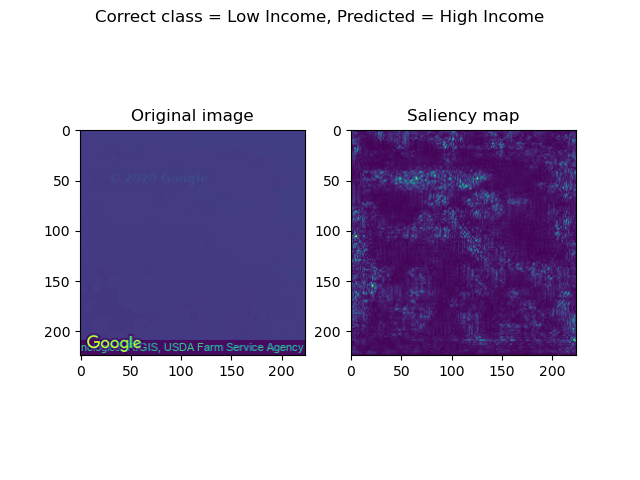 Correct class = Low Income, Predicted = High Income
Original image
Saliency map
0
50
100
150
200
0
50
100
150
200
© 2020 Google
Google
GIS, USDA Farm Service Agency
0 50 100 150 200
0 50 100 150 200